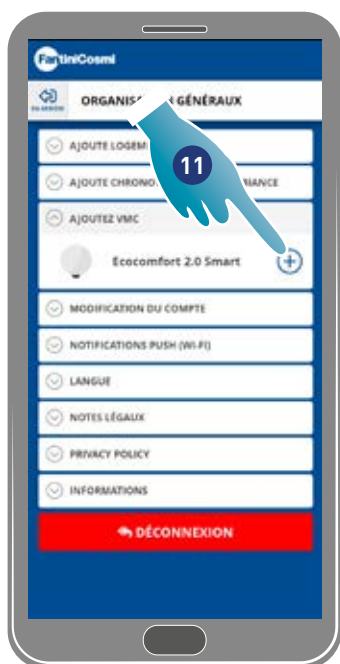 FantiniCosmi
ORGANIS N GÉNÉRAUX
AJOUTE LOGEM
11
AJOUTE CHRONO RIANCE
AJOUTEZ VMC
Ecocomfort 2.0 Smart
MODIFICATION DU COMPTE
NOTIFICATIONS PUSH (WI-FI)
LANGUE
NOTES LÉGAUX
PRIVACY POLICY
INFORMATIONS
DÉCONNEXION